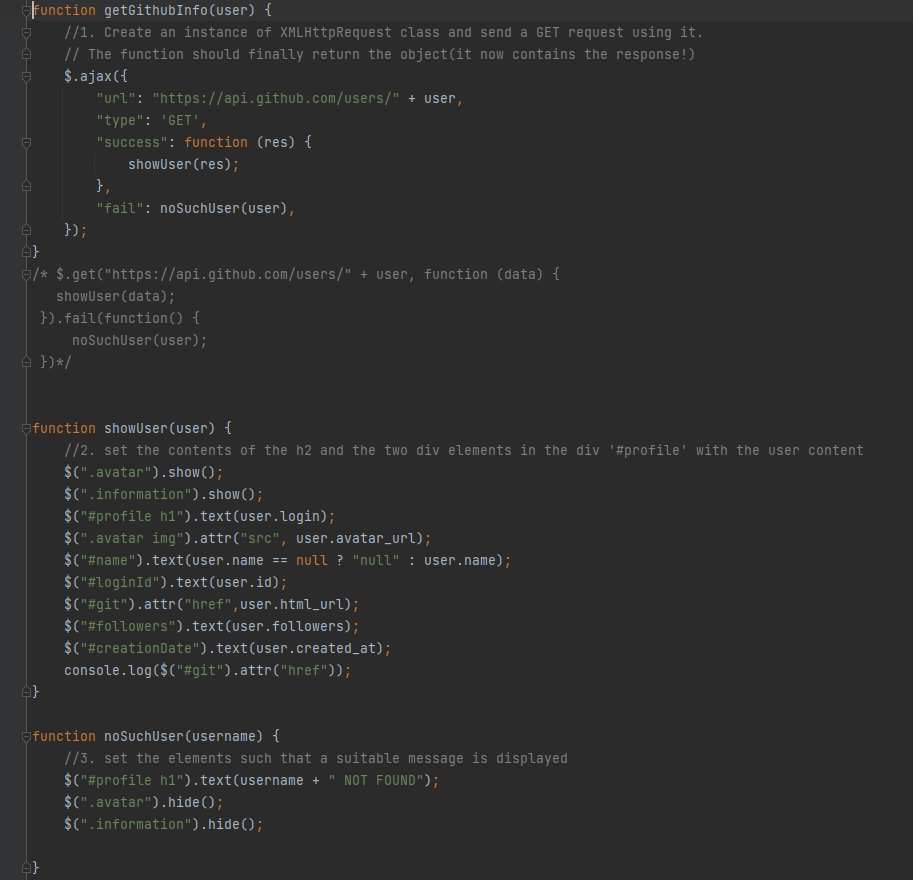 function getGithubInfo(user) {
    //1. Create an instance of XMLHttpRequest class and send a GET request using it.
    // The function should finally return the object(it now contains the response!)
    $.ajax({
        "url": "https://api.github.com/users/" + user,
        "type": 'GET',
        "success": function (res) {
            showUser(res);
        },
        "fail": noSuchUser(user),
    });
}
/* $.get("https://api.github.com/users/" + user, function (data) {
   showUser(data);
 }).fail(function() {
     noSuchUser(user);
 })*/
function showUser(user) {
    //2. set the contents of the h2 and the two div elements in the div '#profile' with the user content
    $(".avatar").show();
    $(".information").show();
    $("#profile h1").text(user.login);
    $(".avatar img").attr("src", user.avatar_url);
    $("#name").text(user.name == null ? "null" : user.name);
    $("#loginId").text(user.id);
    $("#git").attr("href",user.html_url);
    $("#followers").text(user.followers);
    $("#creationDate").text(user.created_at);
    console.log($("#git").attr("href"));
}
function noSuchUser(username) {
    //3. set the elements such that a suitable message is displayed
    $("#profile h1").text(username + " NOT FOUND");
    $(".avatar").hide();
    $(".information").hide();
}